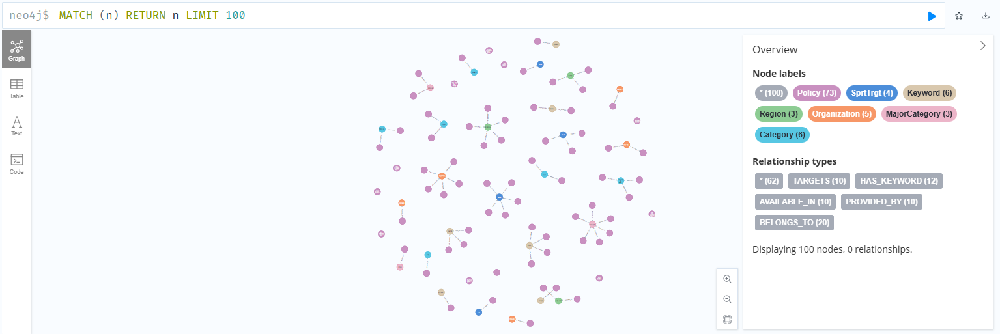 neo4j$ MATCH (n) RETURN n LIMIT 100
Graph
Table
Text
Code
Overview
Node labels
* (100) Policy (73) SprtTrgt (4) Keyword (6)
Region (3) Organization (5) MajorCategory (3)
Category (6)
Relationship types
* (62) TARGETS (10) HAS_KEYWORD (12)
AVAILABLE_IN (10) PROVIDED_BY (10)
BELONGS_TO (20)
Displaying 100 nodes, 0 relationships.